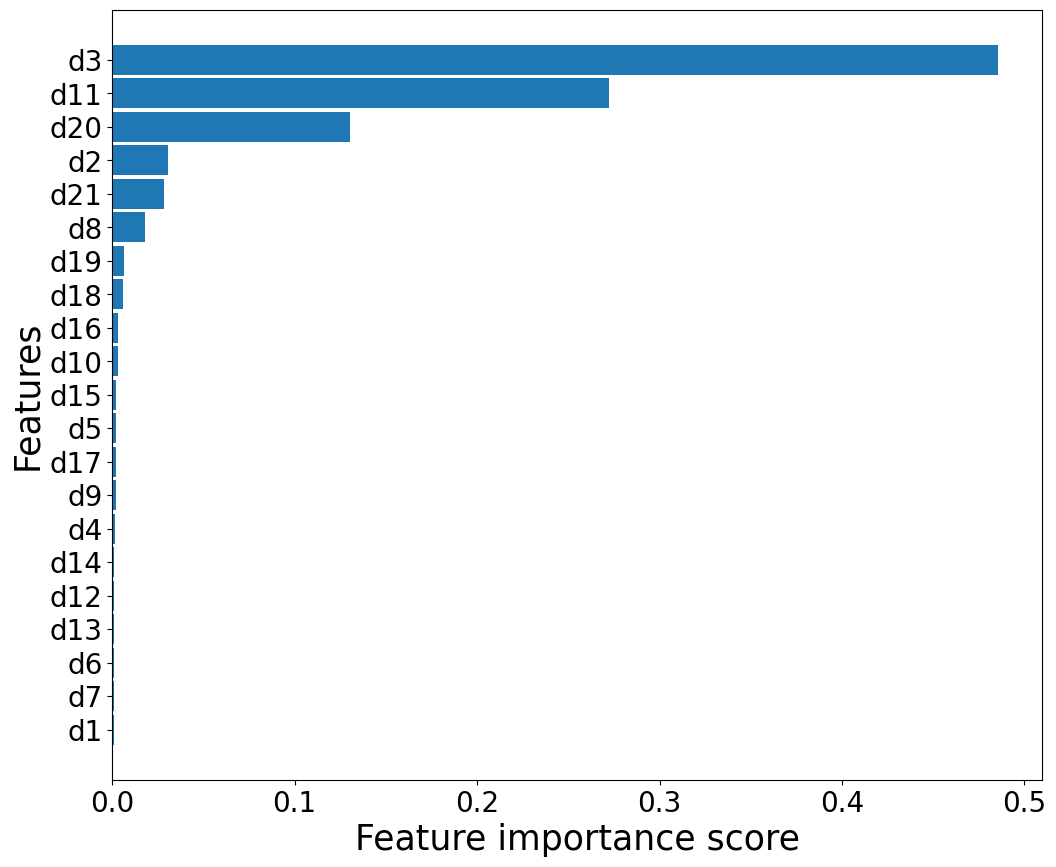 d3
d11
d20
d2
d21
d8
d19
d18
d16
d10
d15
d5
d17
d9
d4
d14
d12
d13
d6
d7
d1
Features
0.0 0.1 0.2 0.3 0.4 0.5
Feature importance score